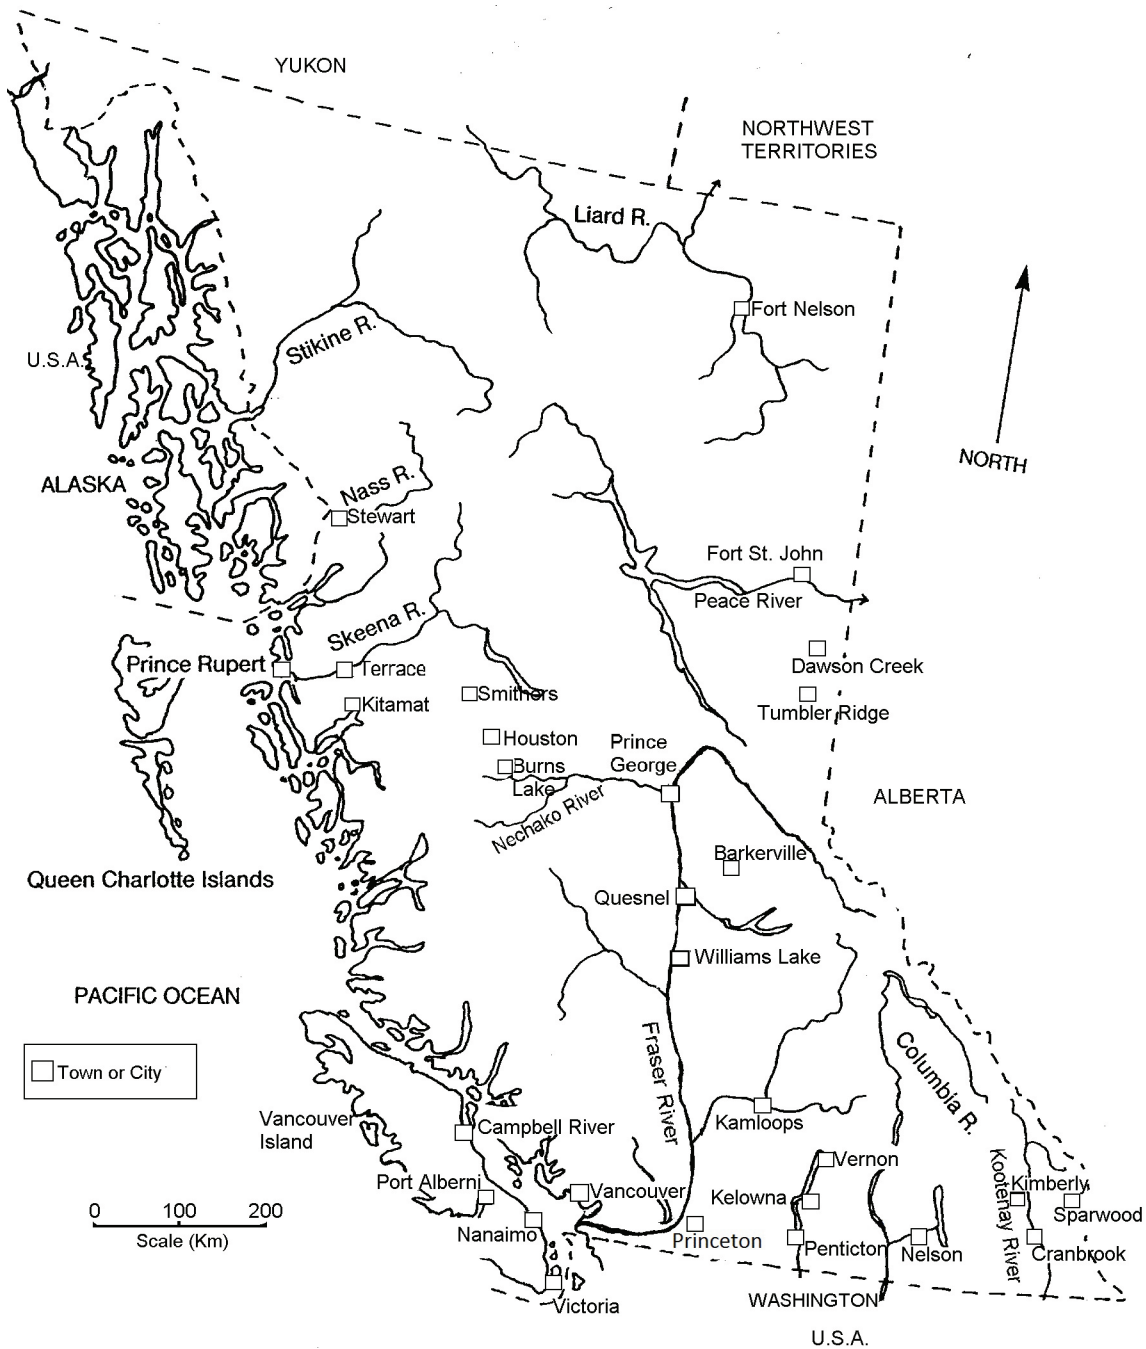 YUKON
NORTHWEST
TERRITORIES
Liard R.
Fort Nelson
Stikine R.
U.S.A.
NORTH
ALASKA
Nass R.
Stewart
Fort St. John
Peace River
Skeena R.
Prince Rupert
Terrace
Dawson Creek
Smithers
Kitamat
Tumbler Ridge
Houston
Prince
George
Burns
Lake
Nechako River
ALBERTA
Barkerville
Queen Charlotte Islands
Quesnel
Williams Lake
PACIFIC OCEAN
Fraser River
Columbia R.
Town or City
Vancouver
Island
Campbell River
Kamloops
Vernon
Kootenay River
Port Alberni
Vancouver
Kelowna
Kimberly
Sparwood
0 100 200
Scale (Km)
Nanaimo
Princeton
Penticton
Nelson
Cranbrook
Victoria
WASHINGTON
U.S.A.